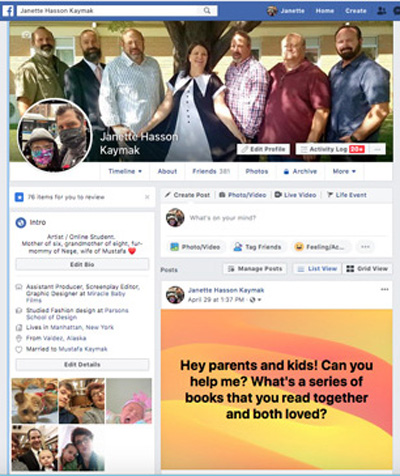 Janette Hasson Kaymak
Janette Home Create
Janette Hasson
Kaymak
Edit Profile Activity Log 20+
Timeline About Friends 381 Photos Archive More
76 items for you to review
Intro
Artist / Online Student.
Mother of six, grandmother of eight, fur-
mommy of Nege, wife of Mustafa
Edit Bio
Assistant Producer, Screenplay Editor,
Graphic Designer at Miracle Baby
Films
Studied Fashion design at Parsons
School of Design
Lives in Manhattan, New York
From Valdez, Alaska
Married to Mustafa Kaymak
Edit Details
Create Post Photo/Video Live Video Life Event
What's on your mind?
Photo/Video Tag Friends Feeling/Ac...
Posts Manage Posts List View Grid View
Janette Hasson Kaymak
April 29 at 1:37 PM
Hey parents and kids! Can you
help me? What's a series of
books that you read together
and both loved?